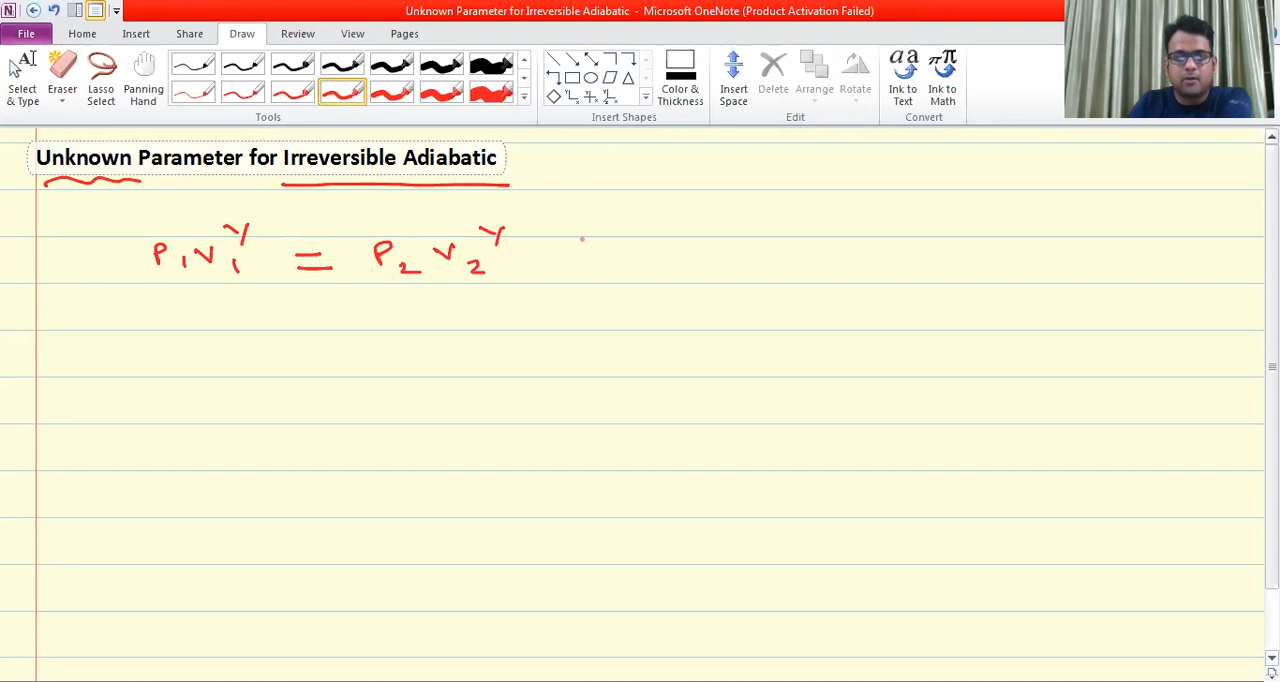 Unknown Parameter for Irreversible Adiabatic - Microsoft OneNote (Product Activation Failed)
File Home Insert Share Draw Review View Pages
Select & Type Eraser Lasso Select Panning Hand Color & Thickness Insert Space Delete Arrange Rotate Ink to Text Ink to Math
Tools Insert Shapes Edit Convert
Unknown Parameter for Irreversible Adiabatic
P₁V₁^γ = P₂V₂^γ